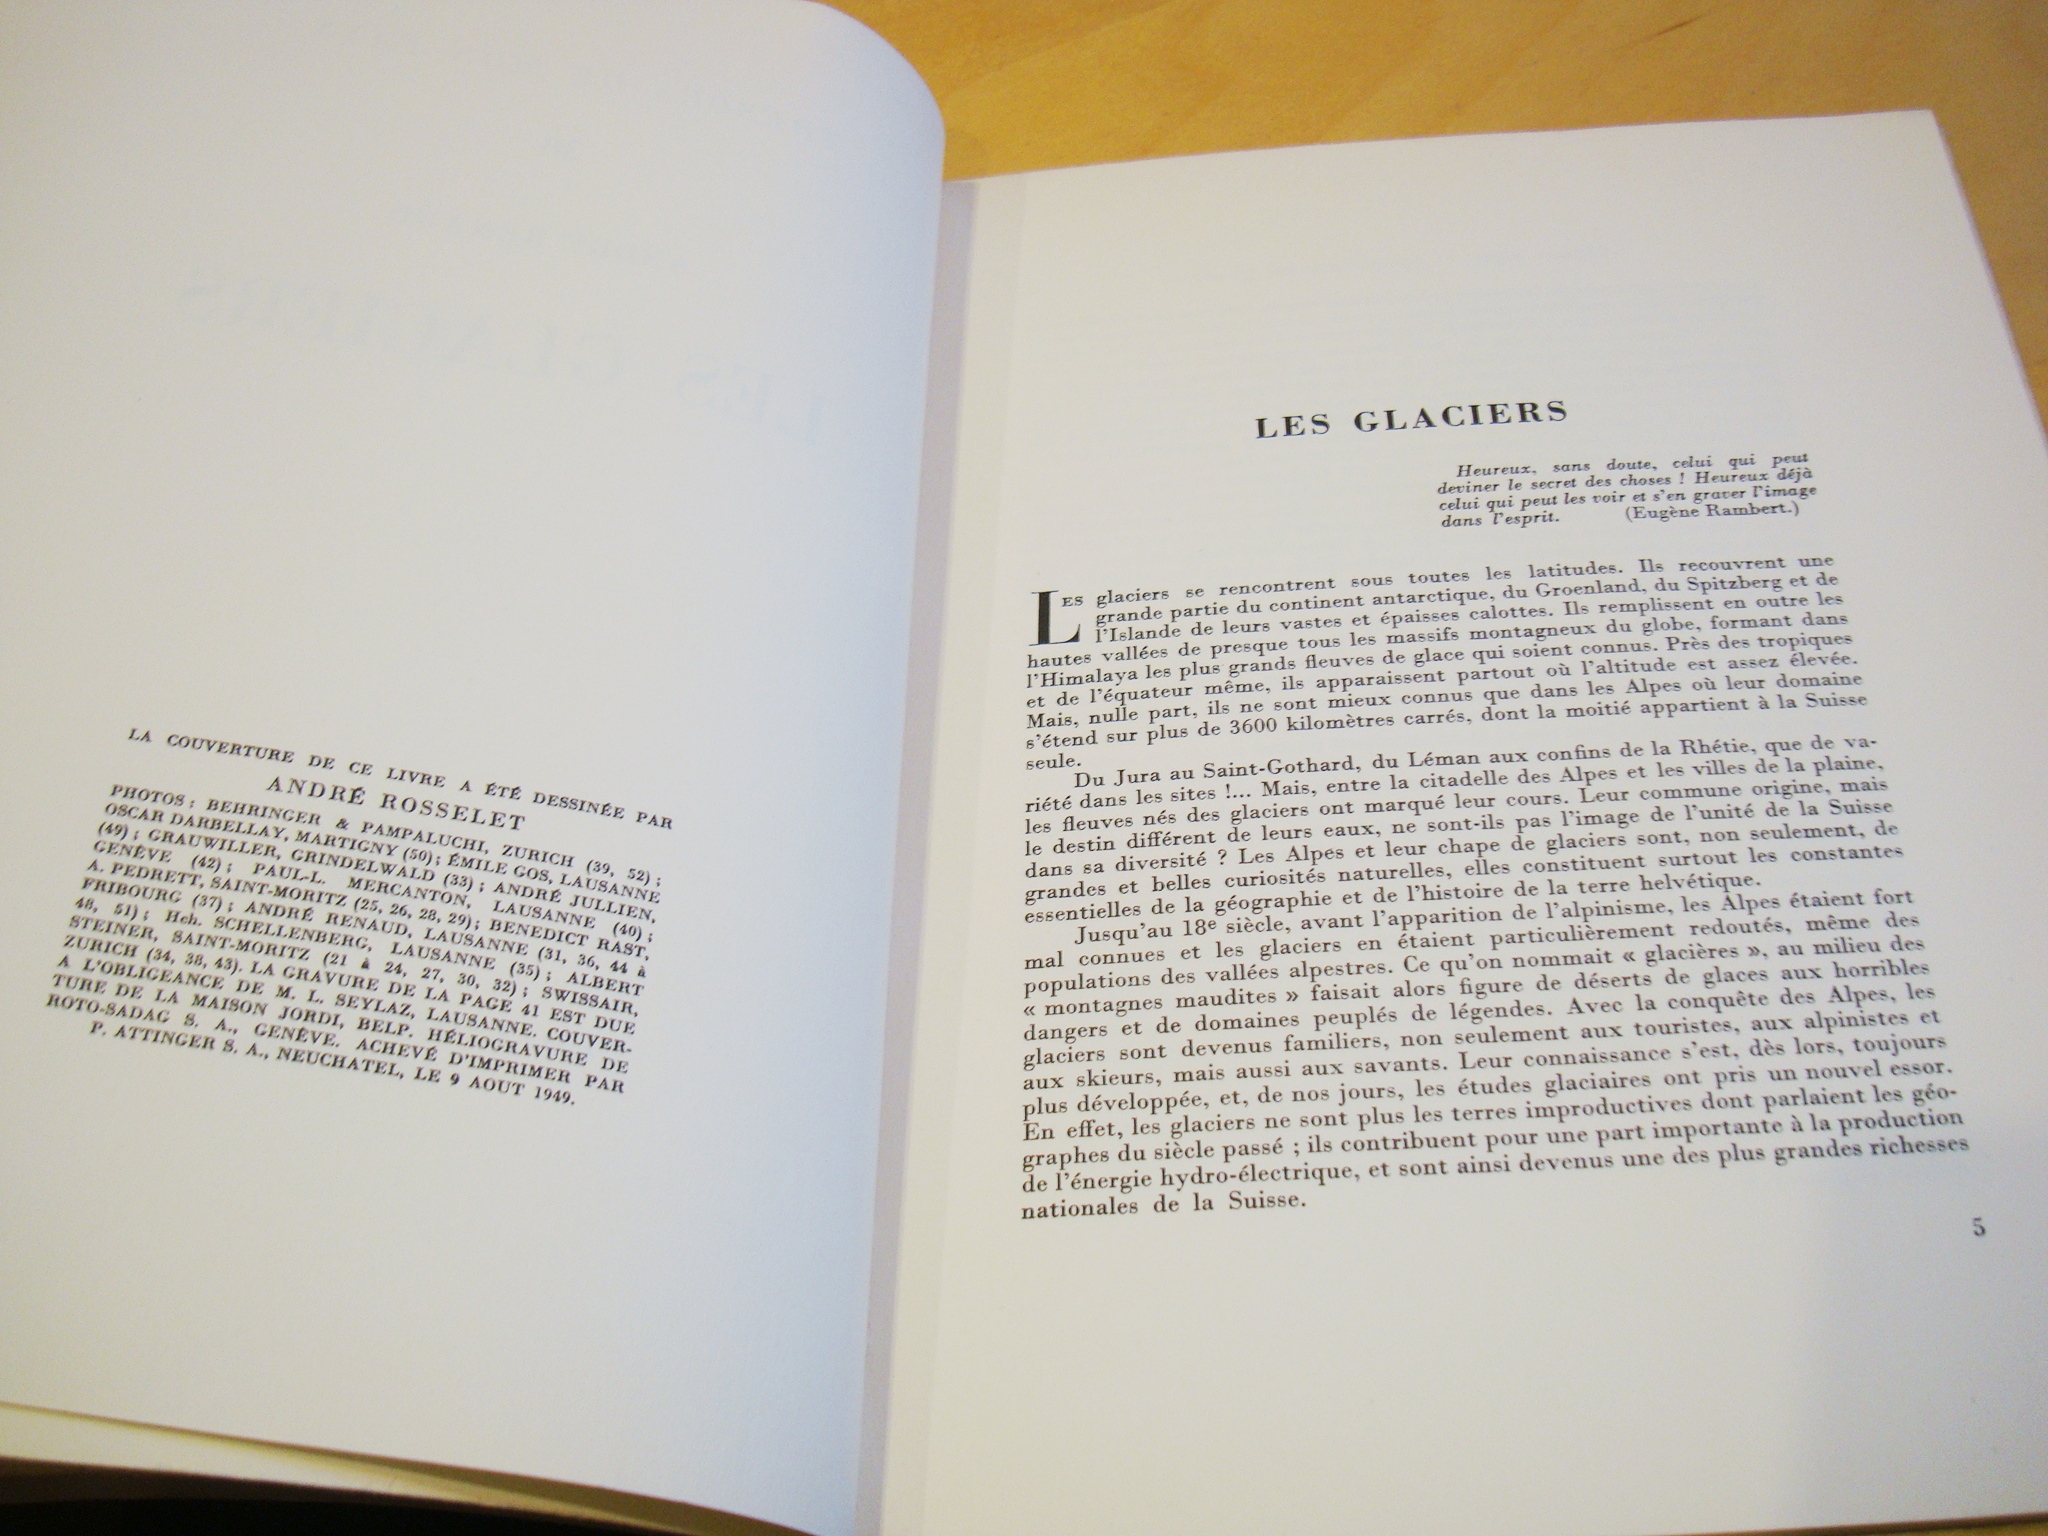 LA COUVERTURE DE CE LIVRE A ÉTÉ DESSINÉE PAR
ANDRÉ ROSSELET
PHOTOS : BEHRINGER & PAMPALUCHI, ZURICH (39, 52) ;
OSCAR DARBELLAY, MARTIGNY (50) ; ÉMILE GOS, LAUSANNE
(49) ; GRAUWILLER, GRINDELWALD (33) ; ANDRÉ JULLIEN,
GENÈVE (42) ; PAUL-L. MERCANTON, LAUSANNE (40) ;
A. PEDRETT, SAINT-MORITZ (25, 26, 28, 29) ; BENEDICT RAST,
FRIBOURG (37) ; ANDRÉ RENAUD, LAUSANNE (31, 36, 44 à
48, 51) ; Hch. SCHELLENBERG, LAUSANNE (35) ; ALBERT
STEINER, SAINT-MORITZ (21 à 24, 27, 30, 32) ; SWISSAIR,
ZURICH (34, 38, 43). LA GRAVURE DE LA PAGE 41 EST DUE
A L'OBLIGEANCE DE M. L. SEYLAZ, LAUSANNE. COUVER-
TURE DE LA MAISON JORDI, BELP. HÉLIOGRAVURE DE
ROTO-SADAG S. A., GENÈVE. ACHEVÉ D'IMPRIMER PAR
P. ATTINGER S. A., NEUCHATEL, LE 9 AOUT 1949.
LES GLACIERS
Heureux, sans doute, celui qui peut
deviner le secret des choses ! Heureux déjà
celui qui peut les voir et s'en graver l'image
dans l'esprit. (Eugène Rambert.)
LES glaciers se rencontrent sous toutes les latitudes. Ils recouvrent une
grande partie du continent antarctique, du Groenland, du Spitzberg et de
l'Islande de leurs vastes et épaisses calottes. Ils remplissent en outre les
hautes vallées de presque tous les massifs montagneux du globe, formant dans
l'Himalaya les plus grands fleuves de glace qui soient connus. Près des tropiques
et de l'équateur même, ils apparaissent partout où l'altitude est assez élevée.
Mais, nulle part, ils ne sont mieux connus que dans les Alpes où leur domaine
s'étend sur plus de 3600 kilomètres carrés, dont la moitié appartient à la Suisse
seule.
Du Jura au Saint-Gothard, du Léman aux confins de la Rhétie, que de va-
riété dans les sites !... Mais, entre la citadelle des Alpes et les villes de la plaine,
les fleuves nés des glaciers ont marqué leur cours. Leur commune origine, mais
le destin différent de leurs eaux, ne sont-ils pas l'image de l'unité de la Suisse
dans sa diversité ? Les Alpes et leur chape de glaciers sont, non seulement, de
grandes et belles curiosités naturelles, elles constituent surtout les constantes
essentielles de la géographie et de l'histoire de la terre helvétique.
Jusqu'au 18e siècle, avant l'apparition de l'alpinisme, les Alpes étaient fort
mal connues et les glaciers en étaient particulièrement redoutés, même des
populations des vallées alpestres. Ce qu'on nommait « glacières », au milieu des
« montagnes maudites » faisait alors figure de déserts de glaces aux horribles
dangers et de domaines peuplés de légendes. Avec la conquête des Alpes, les
glaciers sont devenus familiers, non seulement aux touristes, aux alpinistes et
aux skieurs, mais aussi aux savants. Leur connaissance s'est, dès lors, toujours
plus développée, et, de nos jours, les études glaciaires ont pris un nouvel essor.
En effet, les glaciers ne sont plus les terres improductives dont parlaient les géo-
graphes du siècle passé ; ils contribuent pour une part importante à la production
de l'énergie hydro-électrique, et sont ainsi devenus une des plus grandes richesses
nationales de la Suisse.
5